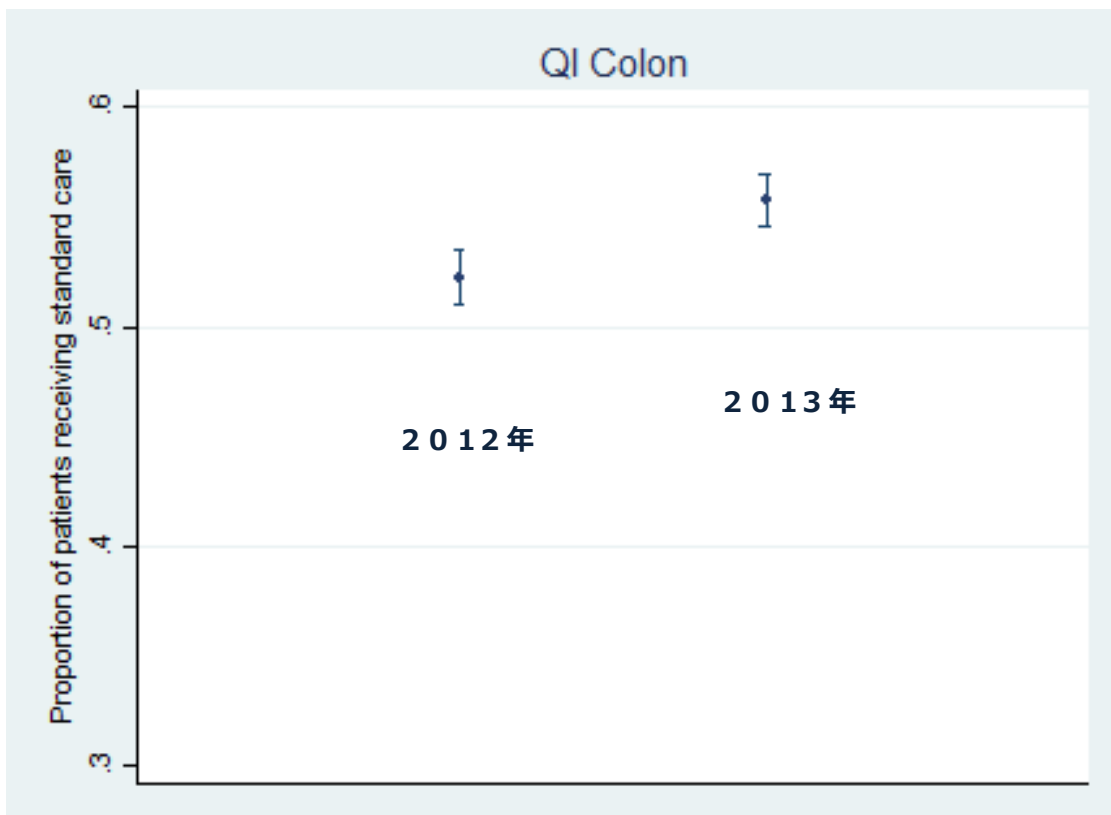 QI Colon
Proportion of patients receiving standard care
.6
.5
.4
.3
２０１２年
２０１３年